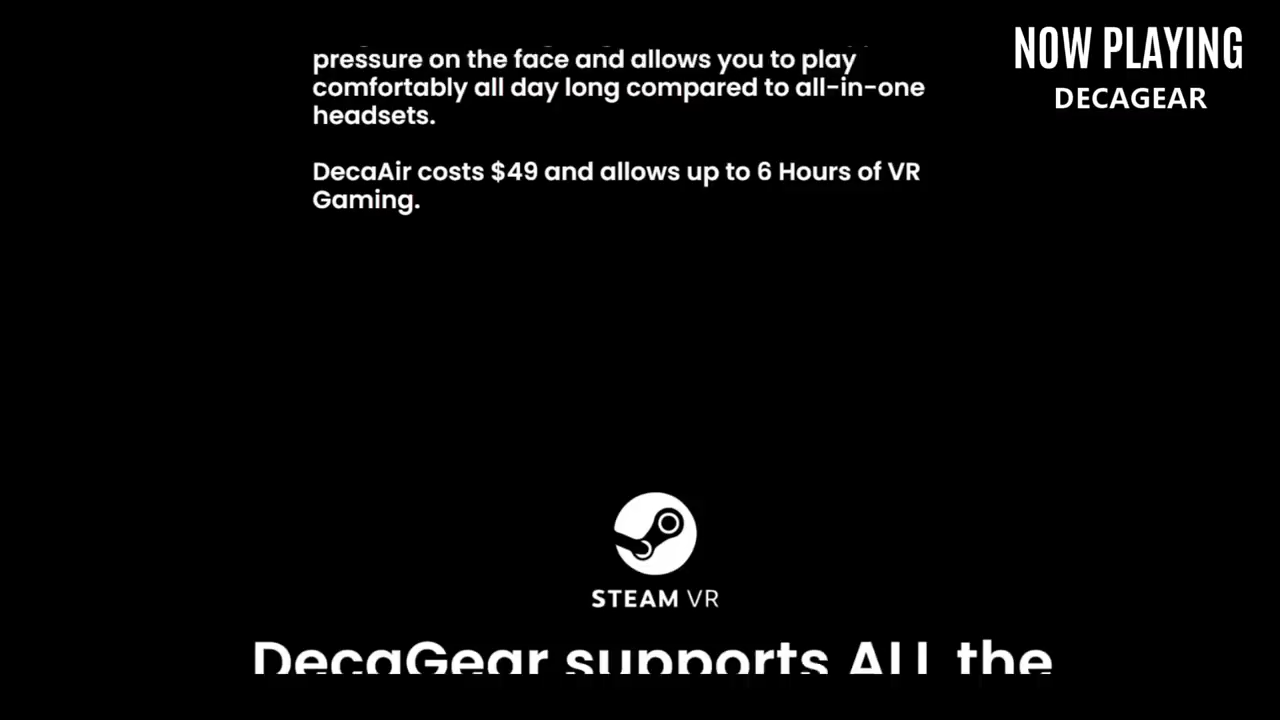 NOW PLAYING
DECAGEAR
pressure on the face and allows you to play
comfortably all day long compared to all-in-one
headsets.
DecaAir costs $49 and allows up to 6 Hours of VR
Gaming.
STEAM VR
DecaGear supports ALL the